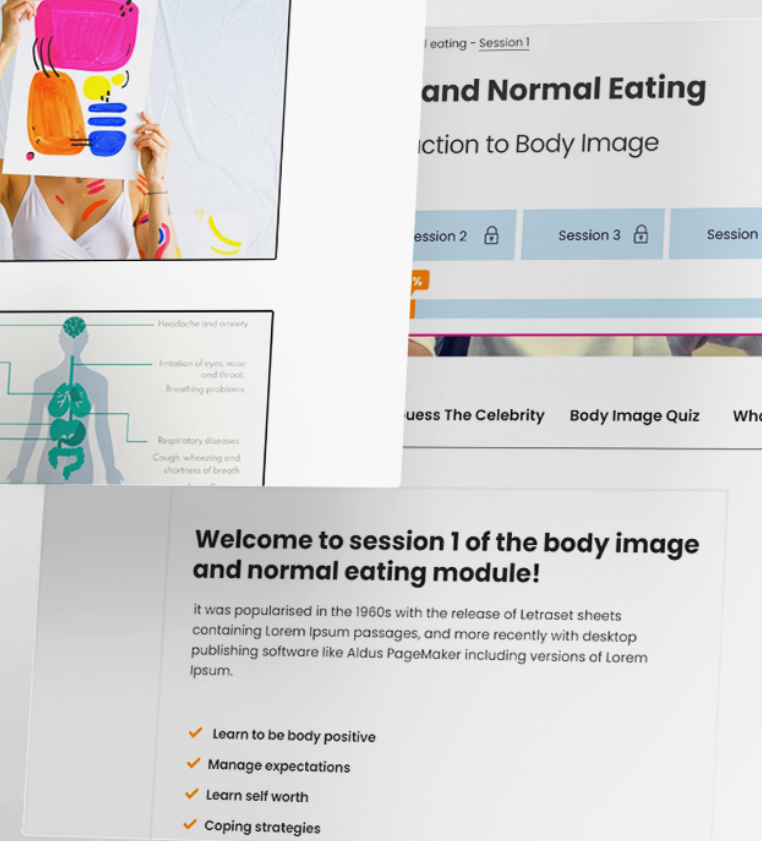 eating - Session 1
and Normal Eating
ction to Body Image
ession 2
Session 3
Session
%
uess The Celebrity
Body Image Quiz
Headache and anxiety
Irritation of eyes, nose
and throat.
Breathing problems
Respiratory diseases
Cough, wheezing and
shortness of breath
Welcome to session 1 of the body image
and normal eating module!
it was popularised in the 1960s with the release of Letraset sheets
containing Lorem Ipsum passages, and more recently with desktop
publishing software like Aldus PageMaker including versions of Lorem
Ipsum.
Learn to be body positive
Manage expectations
Learn self worth
Coping strategies